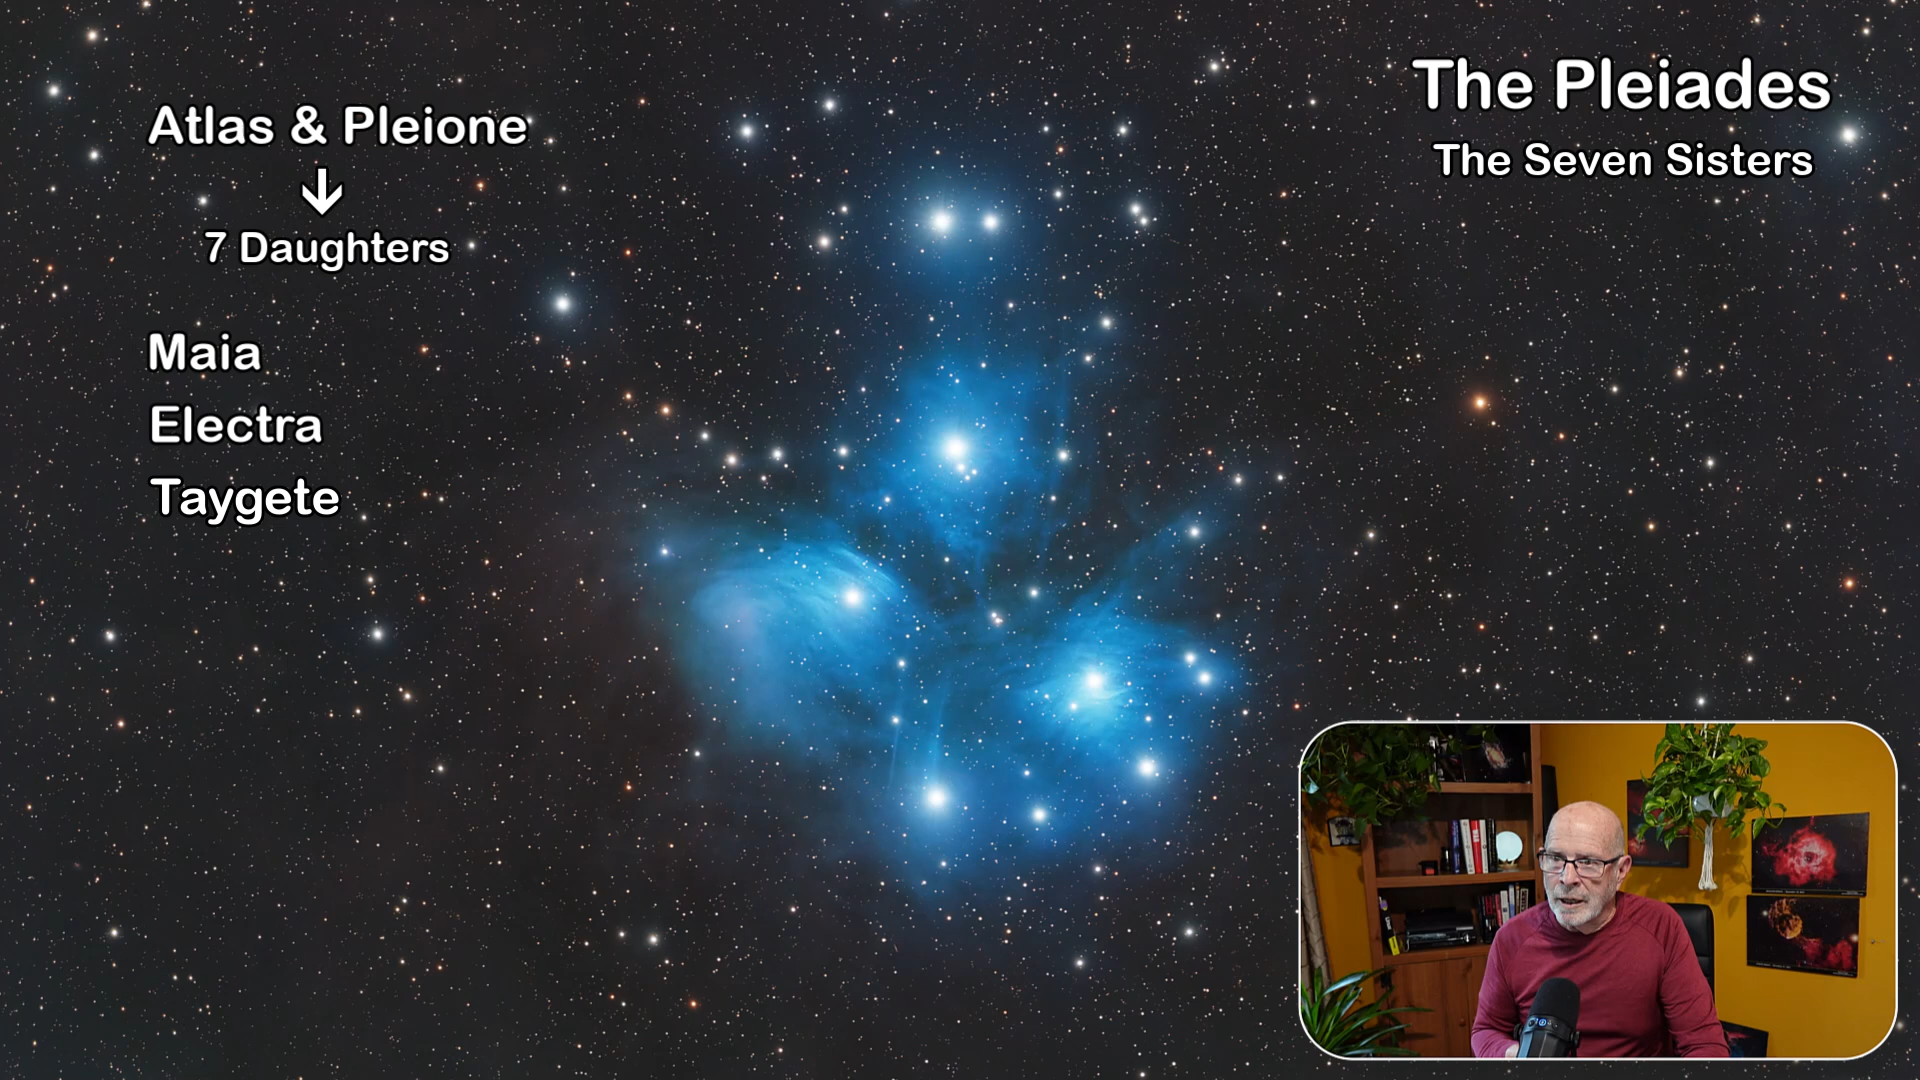 Atlas & Pleione
↓
7 Daughters
Maia
Electra
Taygete
The Pleiades
The Seven Sisters